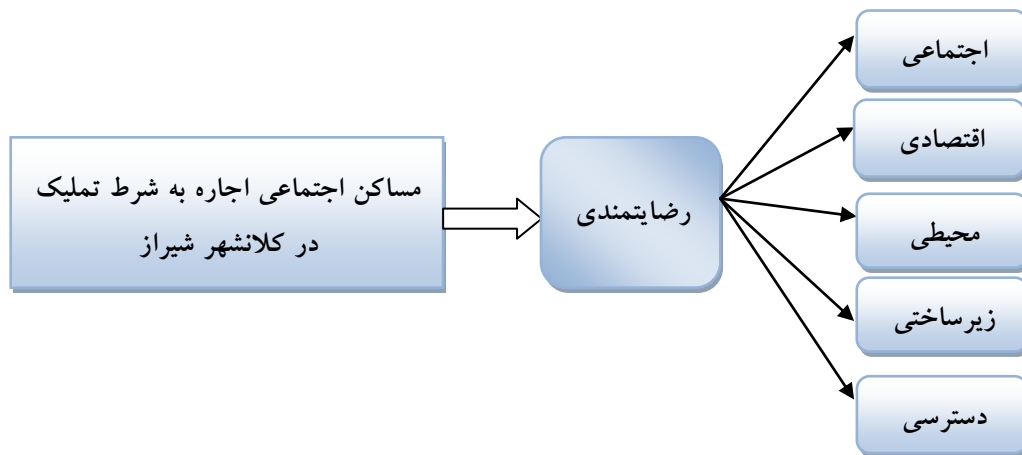 مساکن اجتماعی اجاره به شرط تملیک
در کلانشهر شیراز
رضایتمندی
اجتماعی
اقتصادی
محیطی
زیرساختی
دسترسی